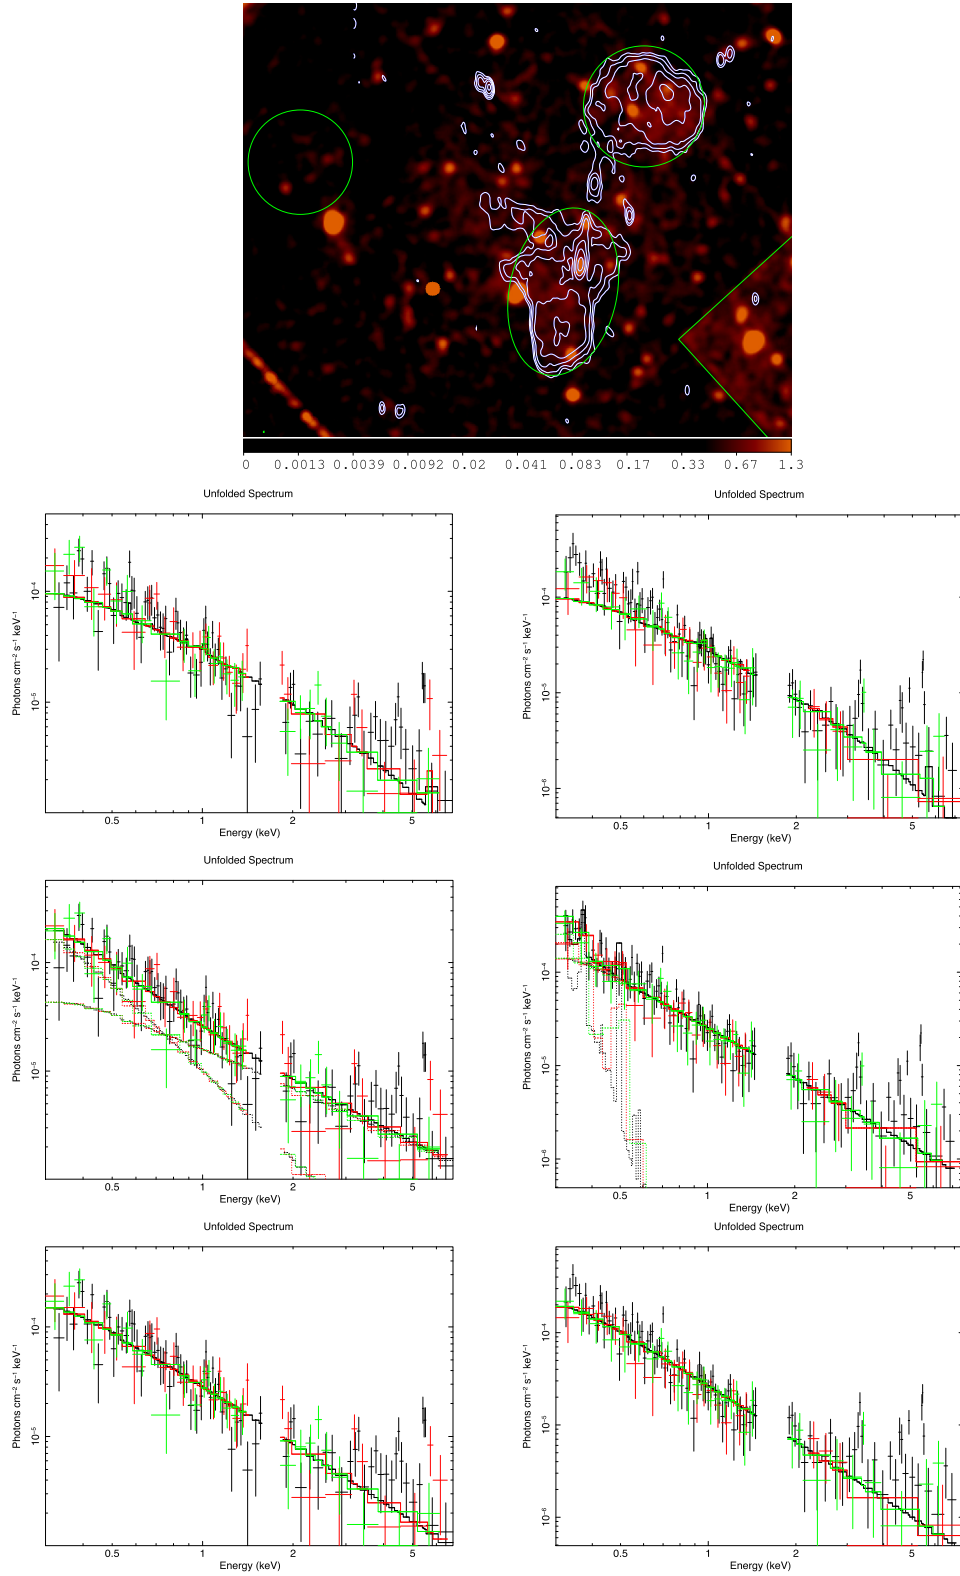 0 0.0013 0.0039 0.0092 0.02 0.041 0.083 0.17 0.33 0.67 1.3
Unfolded Spectrum
Photons cm⁻² s⁻¹ keV⁻¹
10⁻⁴
10⁻⁵
0.5 1 2 5
Energy (keV)
Unfolded Spectrum
Photons cm⁻² s⁻¹ keV⁻¹
10⁻⁴
10⁻⁵
10⁻⁶
0.5 1 2 5
Energy (keV)
Unfolded Spectrum
Photons cm⁻² s⁻¹ keV⁻¹
10⁻⁴
10⁻⁵
0.5 1 2 5
Energy (keV)
Unfolded Spectrum
Photons cm⁻² s⁻¹ keV⁻¹
10⁻⁴
10⁻⁵
10⁻⁶
0.5 1 2 5
Energy (keV)
Unfolded Spectrum
Photons cm⁻² s⁻¹ keV⁻¹
10⁻⁴
10⁻⁵
0.5 1 2 5
Energy (keV)
Unfolded Spectrum
Photons cm⁻² s⁻¹ keV⁻¹
10⁻⁴
10⁻⁵
10⁻⁶
0.5 1 2 5
Energy (keV)